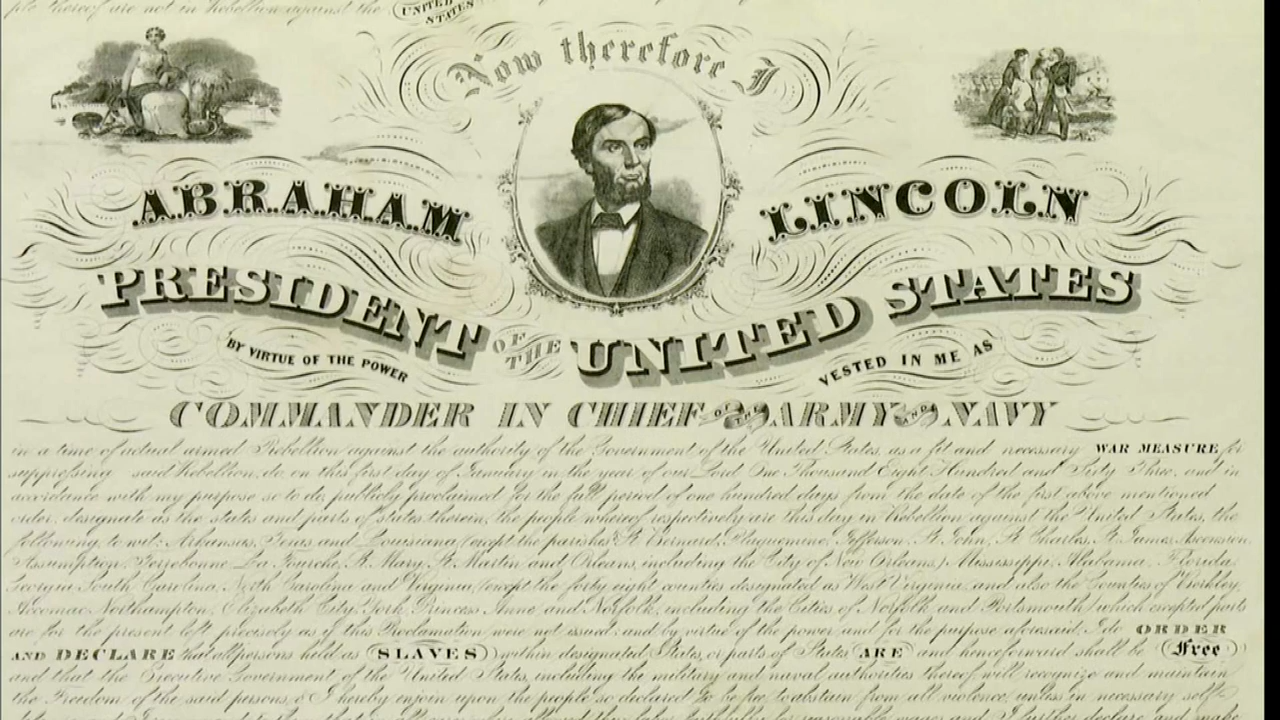 ple thereof are not in Rebellion against the UNITED STATES
Now therefore I
ABRAHAM LINCOLN
PRESIDENT OF THE UNITED STATES
BY VIRTUE OF THE POWER VESTED IN ME AS
COMMANDER IN CHIEF OF THE ARMY AND NAVY
in a time of actual armed Rebellion against the authority of the Government of the United States, as a fit and necessary WAR MEASURE for
suppressing said Rebellion, do, on this first day of January in the year of our Lord One Thousand Eight Hundred and Sixty Three, and in
accordance with my purpose so to do, publicly proclaimed for the full period of one hundred days from the date of the first above mentioned
order, designate as the states and parts of states therein, the people whereof respectively are this day in Rebellion against the United States, the
following to wit: Arkansas, Texas and Louisiana (except the parishes St. Bernard, Plaquemine, Jefferson, St. John, St. Charles, St. James, Ascension,
Assumption, Terrebonne, La Fourche, St. Mary, St. Martin and Orleans, including the City of New Orleans,) Mississippi, Alabama, Florida,
Georgia South Carolina, North Carolina and Virginia, (except the forty eight counties designated as West Virginia, and also the Counties of Berkley,
Accomac Northampton, Elizabeth City, York, Princess Anne and Norfolk, including the Cities of Norfolk and Portsmouth,) which excepted parts
are for the present left precisely as if this Proclamation were not issued: and by virtue of the power, and for the purpose aforesaid, I do ORDER
AND DECLARE that all persons held as SLAVES within designated States, or parts of States ARE and henceforward shall be Free
and that the Executive Government of the United States, including the military and naval authorities thereof, will recognize and maintain
the Freedom of the said persons, & I hereby enjoin upon the people so declared to be free, to abstain from all violence, unless in necessary self-